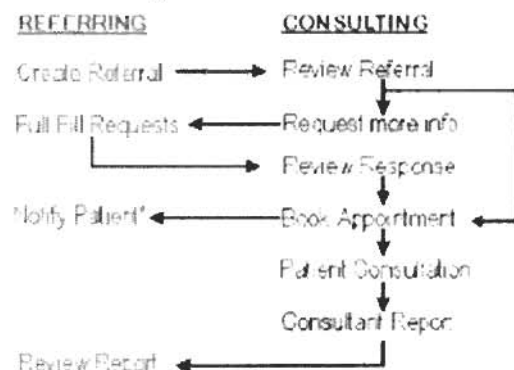 REFERRING CONSULTING
Create Referral Review Referral
Full Fill Requests Request more info
Review Response
Notify Patient* Book Appointment
Patient Consultation
Consultant Report
Review Report